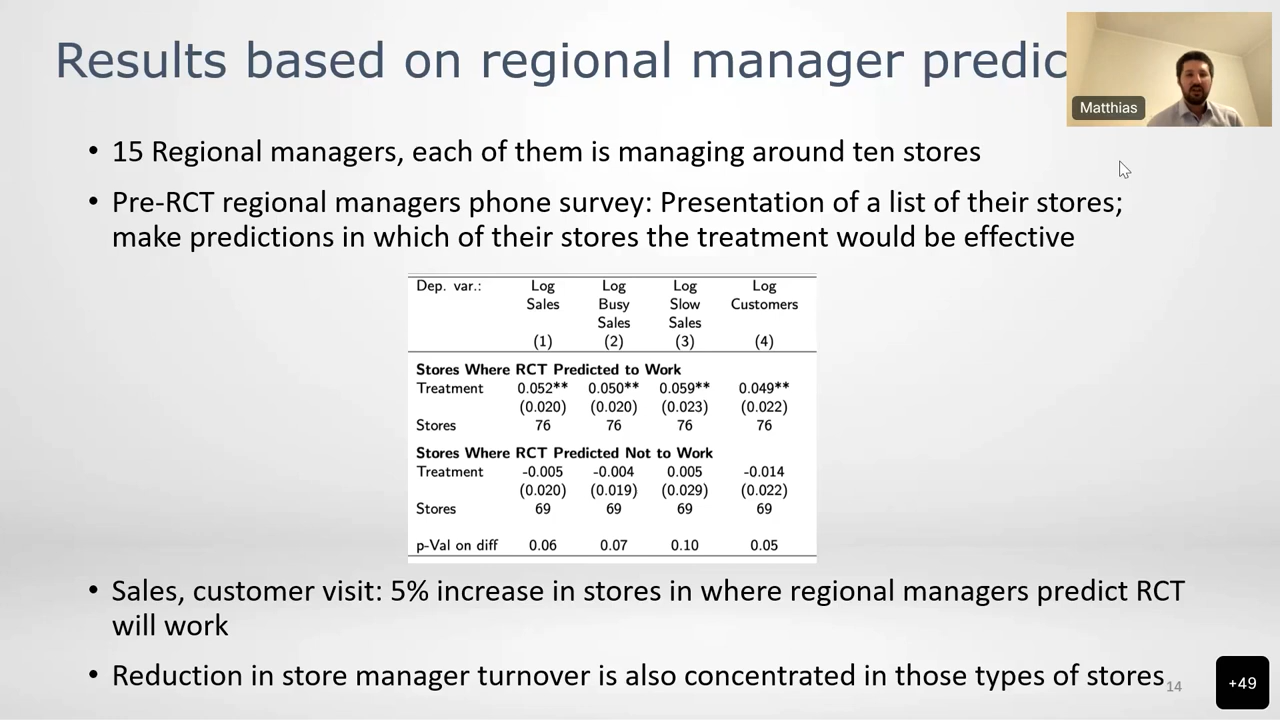 Results based on regional manager predic
Matthias
• 15 Regional managers, each of them is managing around ten stores
• Pre-RCT regional managers phone survey: Presentation of a list of their stores;
make predictions in which of their stores the treatment would be effective
Dep. var.: Log Log Log Log
Sales Busy Slow Customers
Sales Sales
(1) (2) (3) (4)
Stores Where RCT Predicted to Work
Treatment 0.052** 0.050** 0.059** 0.049**
(0.020) (0.020) (0.023) (0.022)
Stores 76 76 76 76
Stores Where RCT Predicted Not to Work
Treatment -0.005 -0.004 0.005 -0.014
(0.020) (0.019) (0.029) (0.022)
Stores 69 69 69 69
p-Val on diff 0.06 0.07 0.10 0.05
• Sales, customer visit: 5% increase in stores in where regional managers predict RCT
will work
• Reduction in store manager turnover is also concentrated in those types of stores
14
+49